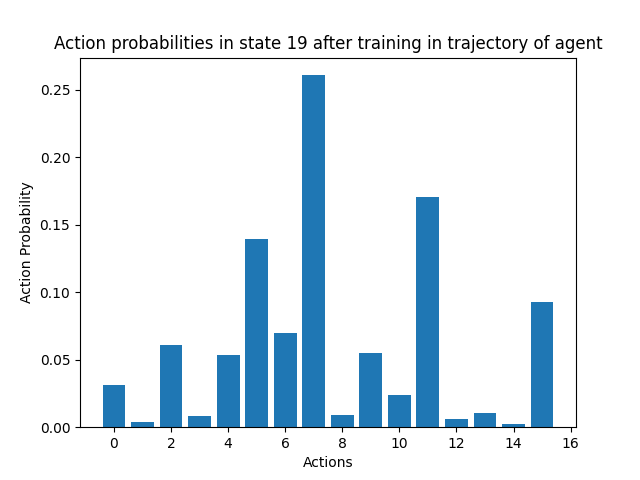 Action probabilities in state 19 after training in trajectory of agent
0.25
0.20
0.15
0.10
0.05
0.00
Action Probability
0 2 4 6 8 10 12 14 16
Actions